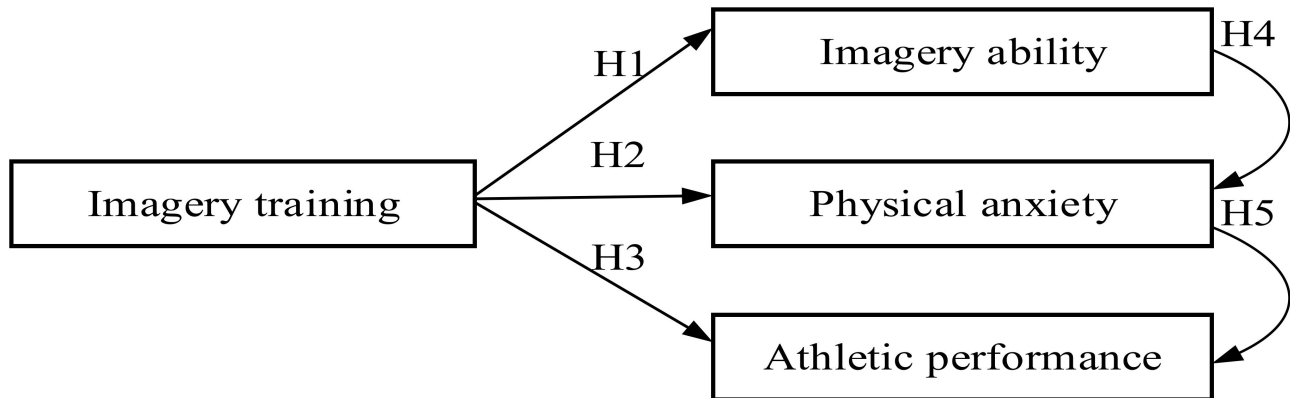 Imagery ability
H4
H1
H2
Imagery training
Physical anxiety
H5
H3
Athletic performance